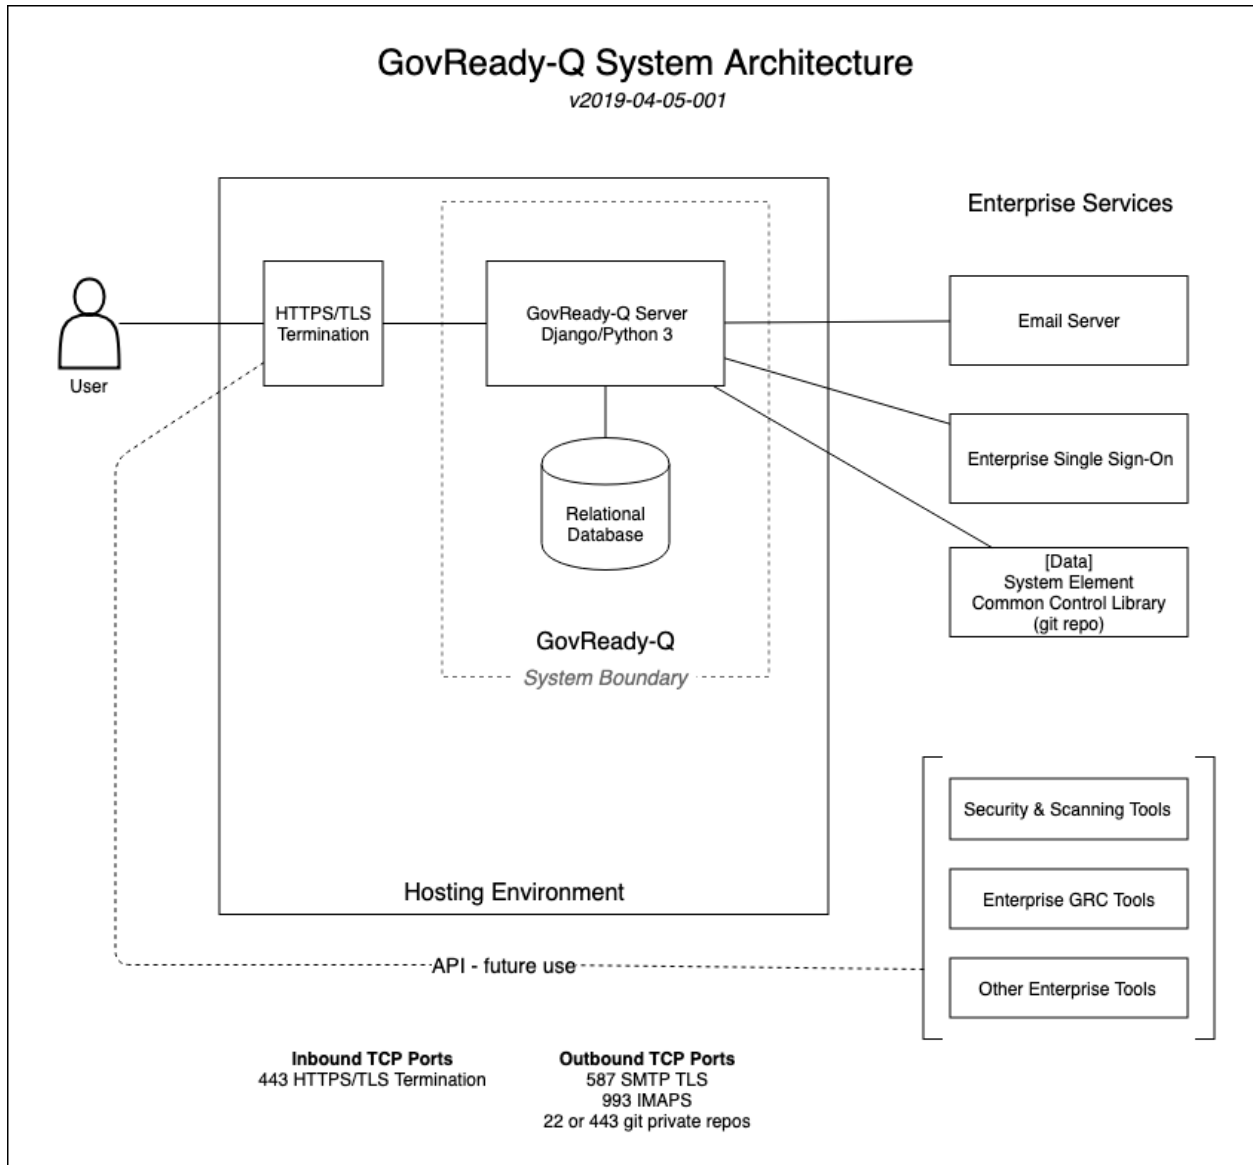 GovReady-Q System Architecture
v2019-04-05-001
Enterprise Services
HTTPS/TLS
Termination
GovReady-Q Server
Django/Python 3
Email Server
User
Enterprise Single Sign-On
Relational
Database
[Data]
System Element
Common Control Library
(git repo)
GovReady-Q
System Boundary
Security & Scanning Tools
Hosting Environment
Enterprise GRC Tools
API - future use
Other Enterprise Tools
Inbound TCP Ports
443 HTTPS/TLS Termination
Outbound TCP Ports
587 SMTP TLS
993 IMAPS
22 or 443 git private repos